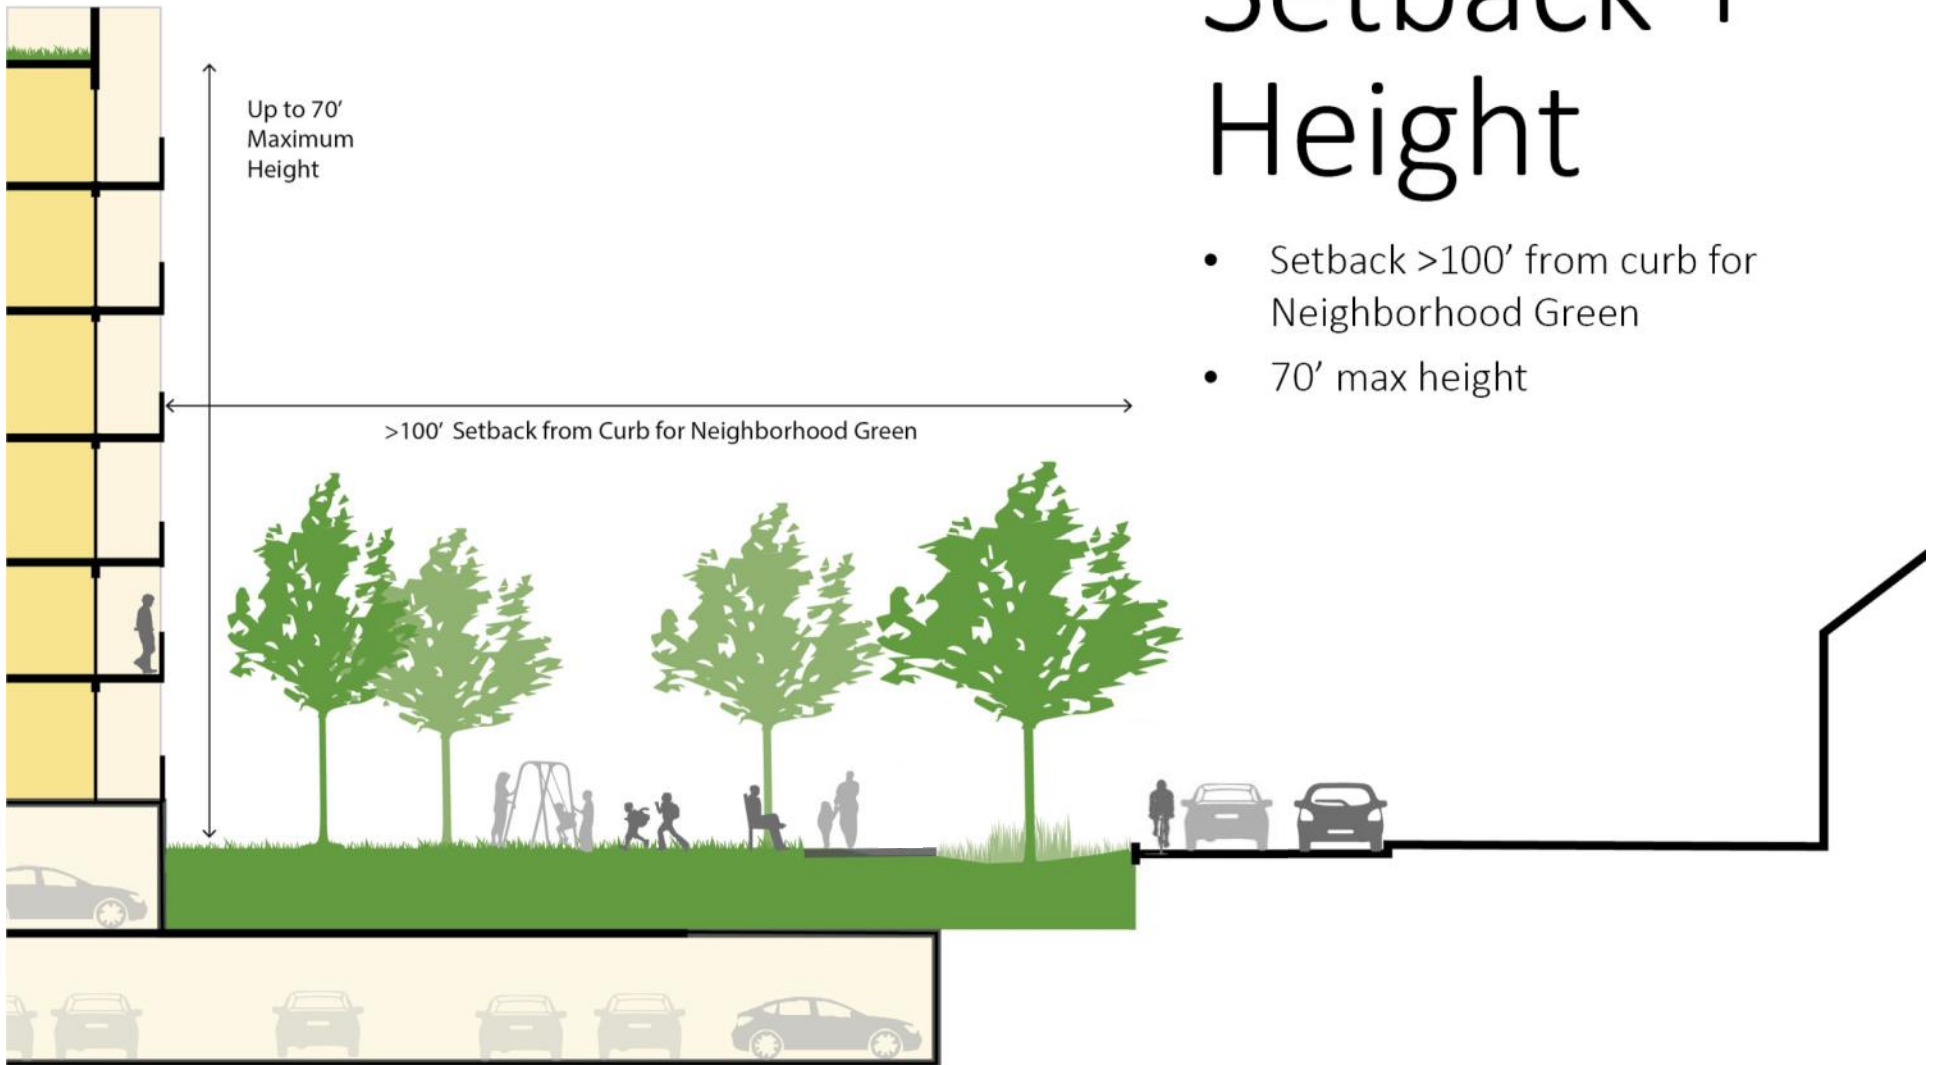 Setback +
Height
Up to 70’
Maximum
Height
• Setback >100’ from curb for
Neighborhood Green
• 70’ max height
>100’ Setback from Curb for Neighborhood Green